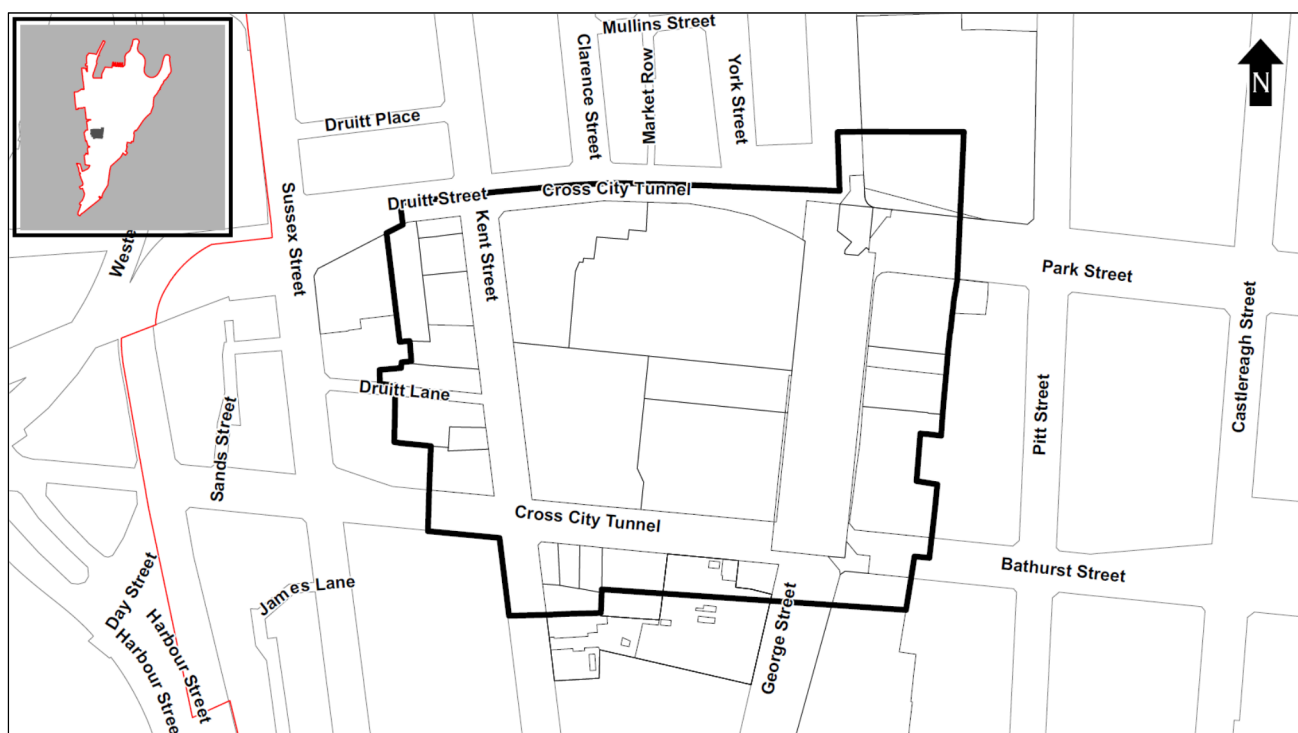 Mullins Street
Clarence Street
Market Row
York Street
N
Druitt Place
Sussex Street
Druitt Street
Cross City Tunnel
Kent Street
Weste
Park Street
Castlereagh Street
Druitt Lane
Pitt Street
Sands Street
Cross City Tunnel
Bathurst Street
Day Street
James Lane
Harbour Street
Harbour Stree
George Street